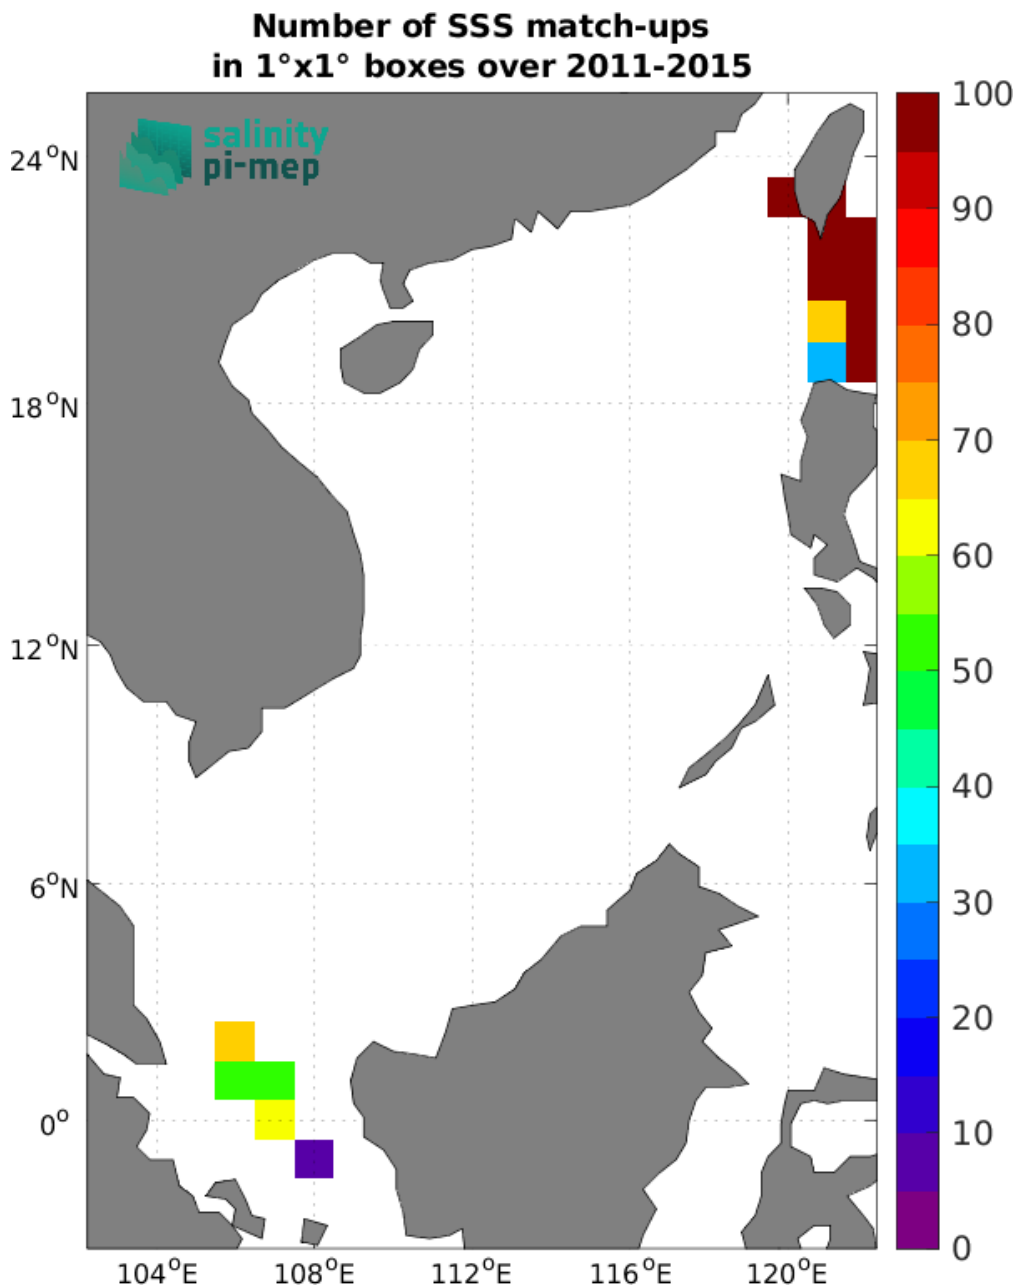 Number of SSS match-ups
in 1°x1° boxes over 2011-2015
salinity
pi-mep
24°N
18°N
12°N
6°N
0°
104°E 108°E 112°E 116°E 120°E
100
90
80
70
60
50
40
30
20
10
0